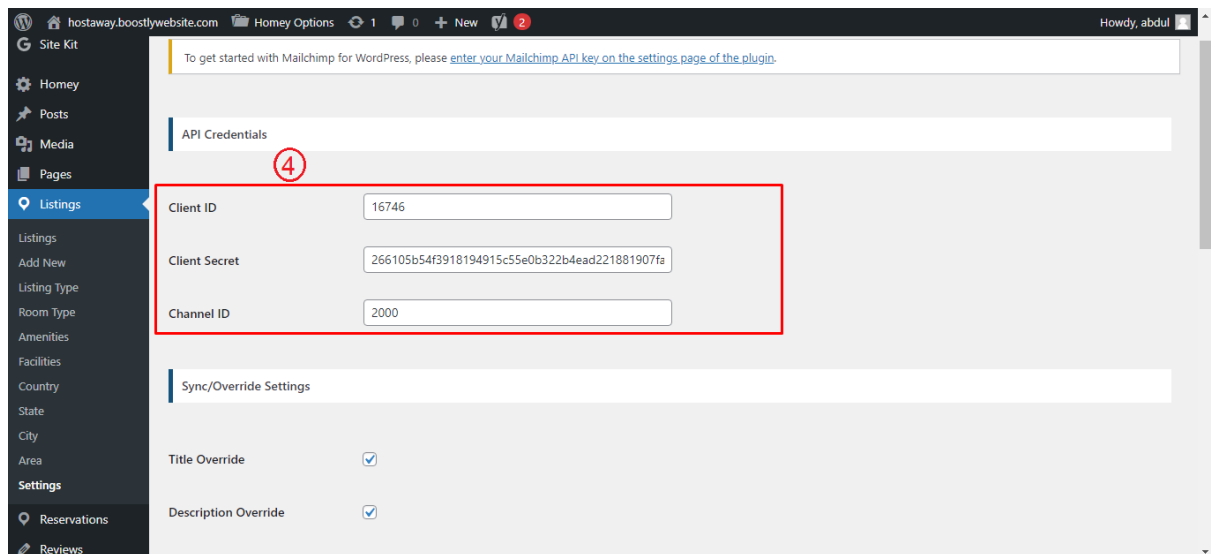 hostaway.boostlywebsite.com Homey Options 1 0 + New 2 Howdy, abdul
Site Kit
Homey
Posts
Media
Pages
Listings
Listings
Add New
Listing Type
Room Type
Amenities
Facilities
Country
State
City
Area
Settings
Reservations
Reviews
To get started with Mailchimp for WordPress, please enter your Mailchimp API key on the settings page of the plugin.
API Credentials
4
Client ID 16746
Client Secret 266105b54f3918194915c55e0b322b4ead221881907fa
Channel ID 2000
Sync/Override Settings
Title Override
Description Override